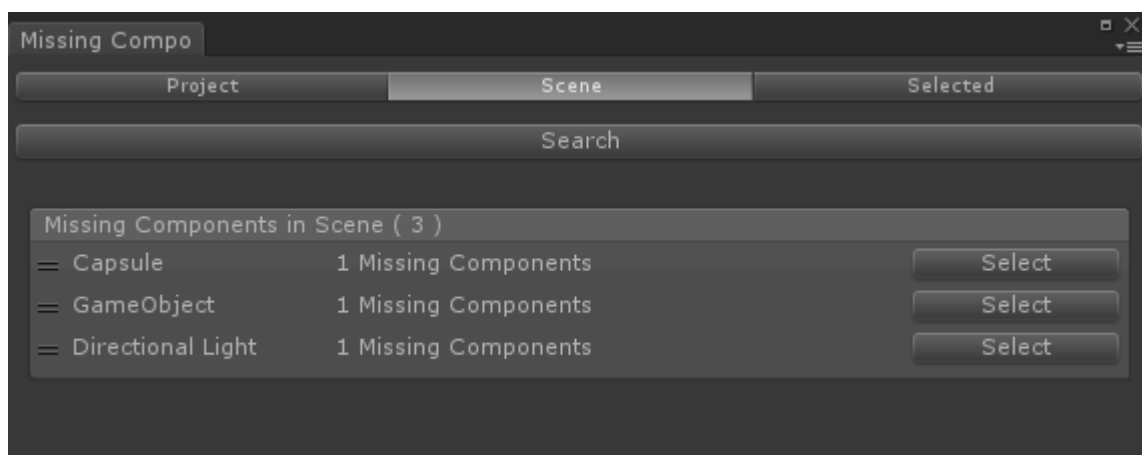 Missing Compo
Project Scene Selected
Search
Missing Components in Scene ( 3 )
Capsule 1 Missing Components Select
GameObject 1 Missing Components Select
Directional Light 1 Missing Components Select